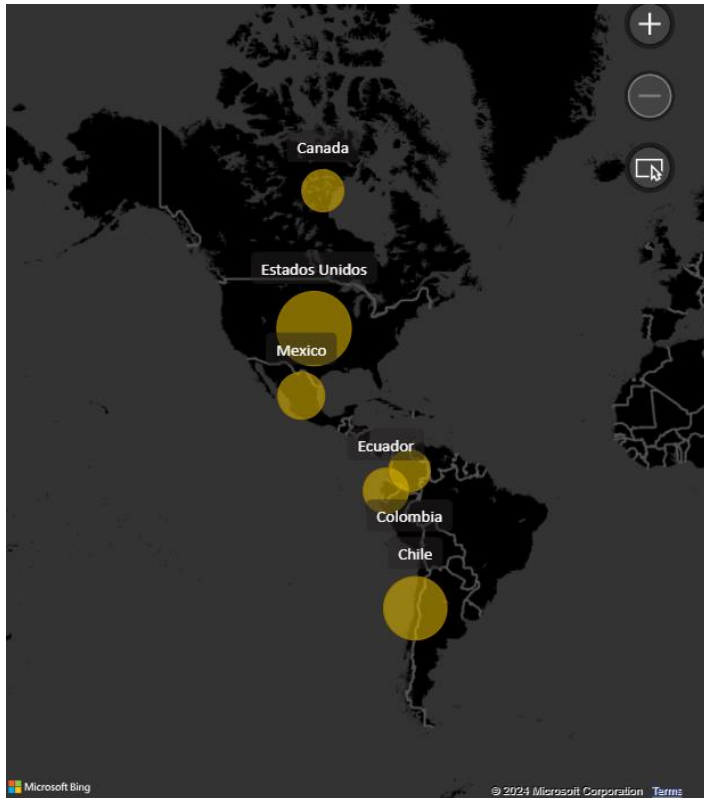 Canada
Estados Unidos
Mexico
Ecuador
Colombia
Chile
Microsoft Bing
© 2024 Microsoft Corporation Terms